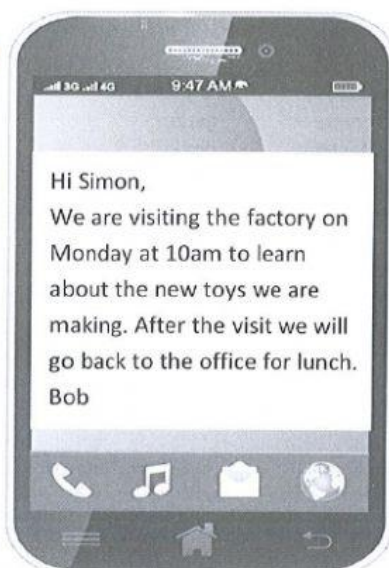 3G 4G 9:47 AM
Hi Simon,
We are visiting the factory on
Monday at 10am to learn
about the new toys we are
making. After the visit we will
go back to the office for lunch.
Bob